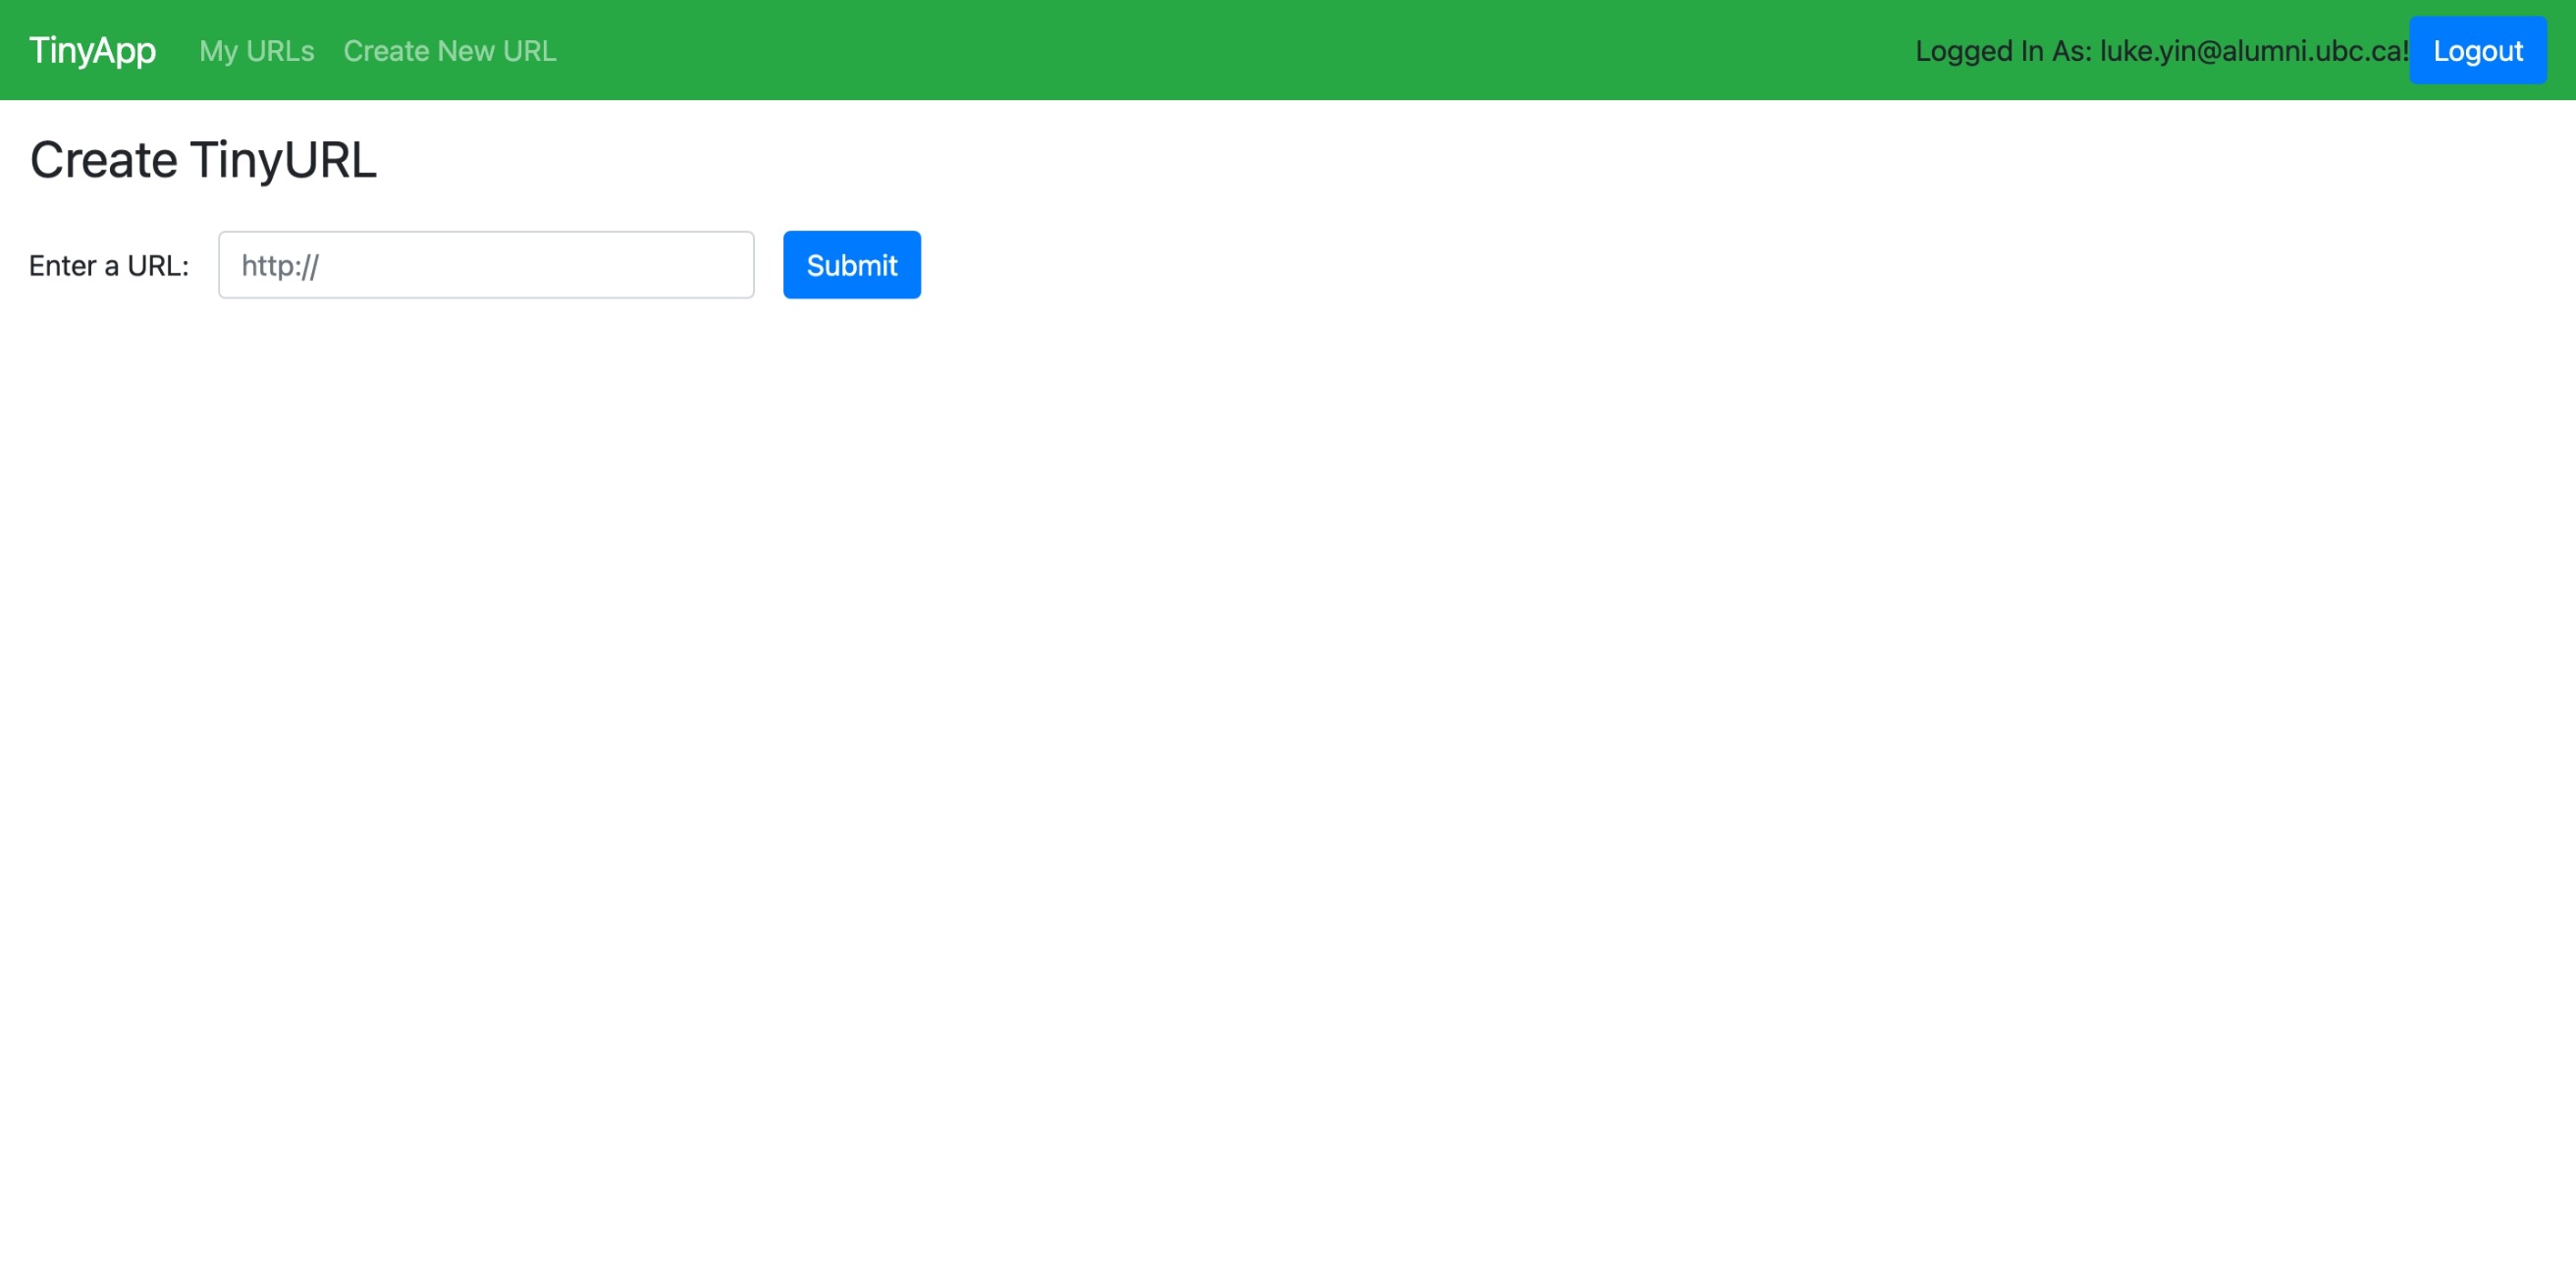 TinyApp My URLs Create New URL Logged In As: luke.yin@alumni.ubc.ca! Logout
Create TinyURL
Enter a URL: http:// Submit